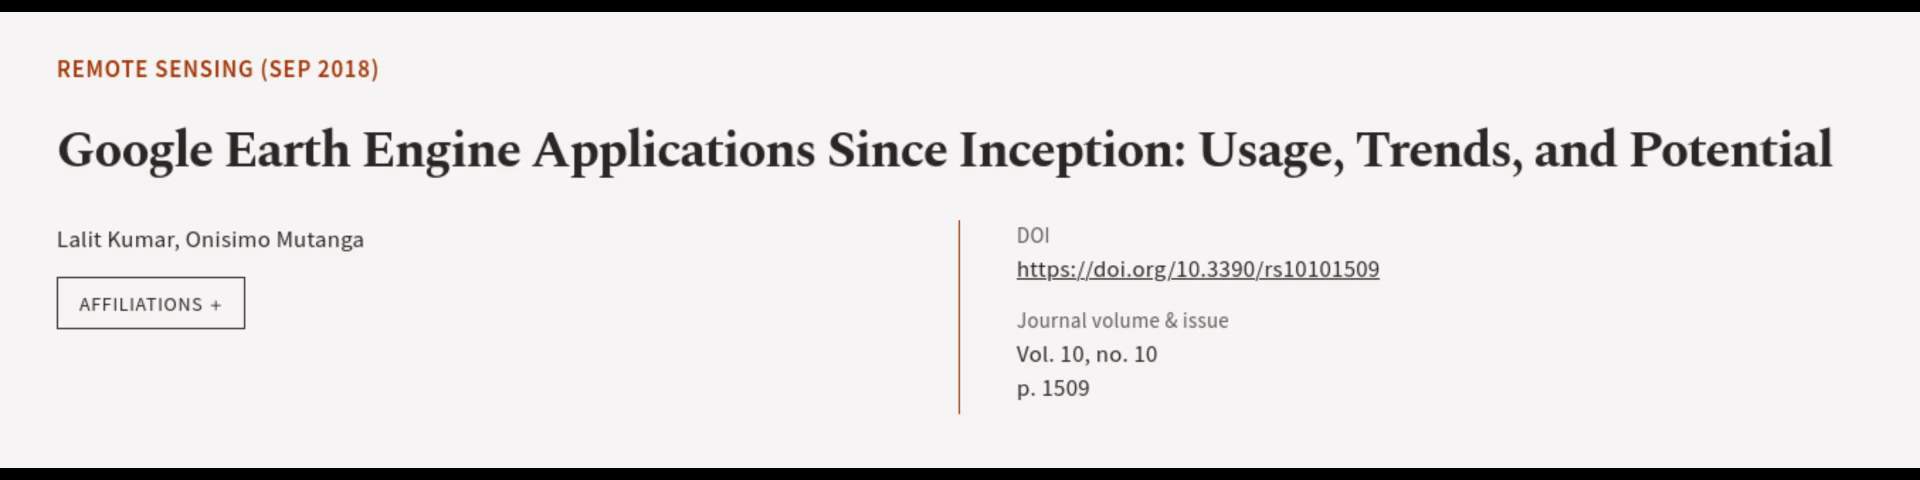 REMOTE SENSING (SEP 2018)
Google Earth Engine Applications Since Inception: Usage, Trends, and Potential
Lalit Kumar, Onisimo Mutanga
AFFILIATIONS +
DOI
https://doi.org/10.3390/rs10101509
Journal volume & issue
Vol. 10, no. 10
p. 1509